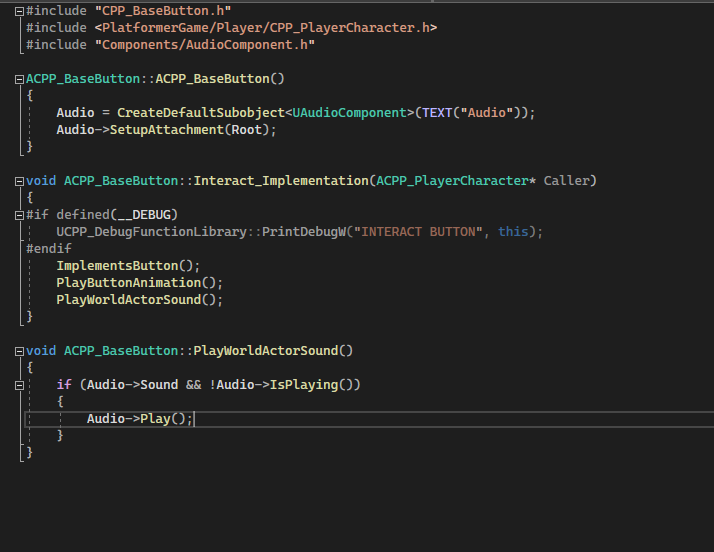 #include "CPP_BaseButton.h"
#include <PlatformerGame/Player/CPP_PlayerCharacter.h>
#include "Components/AudioComponent.h"
ACPP_BaseButton::ACPP_BaseButton()
{
Audio = CreateDefaultSubobject<UAudioComponent>(TEXT("Audio"));
Audio->SetupAttachment(Root);
}
void ACPP_BaseButton::Interact_Implementation(ACPP_PlayerCharacter* Caller)
{
#if defined(__DEBUG)
UCPP_DebugFunctionLibrary::PrintDebugW("INTERACT BUTTON", this);
#endif
ImplementsButton();
PlayButtonAnimation();
PlayWorldActorSound();
}
void ACPP_BaseButton::PlayWorldActorSound()
{
if (Audio->Sound && !Audio->IsPlaying())
{
Audio->Play();
}
}